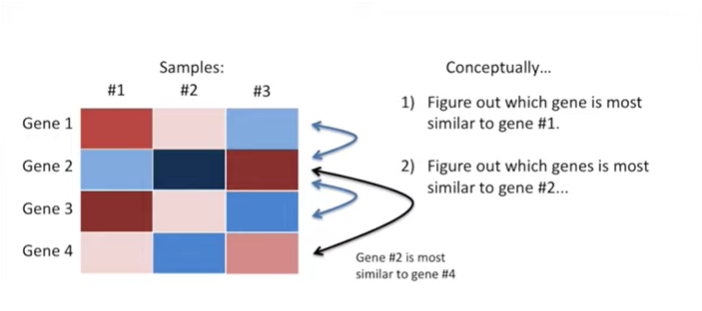 Samples:
#1 #2 #3
Gene 1
Gene 2
Gene 3
Gene 4
Conceptually...
1) Figure out which gene is most
similar to gene #1.
2) Figure out which genes is most
similar to gene #2...
Gene #2 is most
similar to gene #4